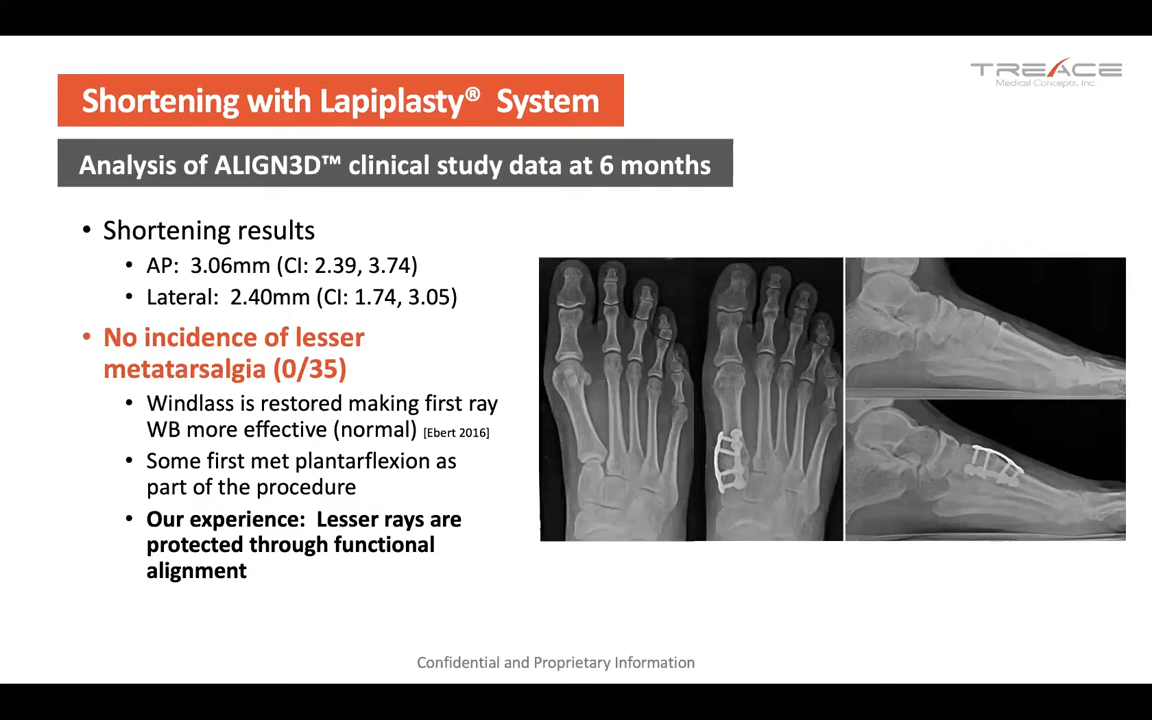 TREACE
Medical Concepts, Inc.
Shortening with Lapiplasty® System
Analysis of ALIGN3D™ clinical study data at 6 months
• Shortening results
• AP: 3.06mm (CI: 2.39, 3.74)
• Lateral: 2.40mm (CI: 1.74, 3.05)
• No incidence of lesser
metatarsalgia (0/35)
• Windlass is restored making first ray
WB more effective (normal) [Ebert 2016]
• Some first met plantarflexion as
part of the procedure
• Our experience: Lesser rays are
protected through functional
alignment
Confidential and Proprietary Information